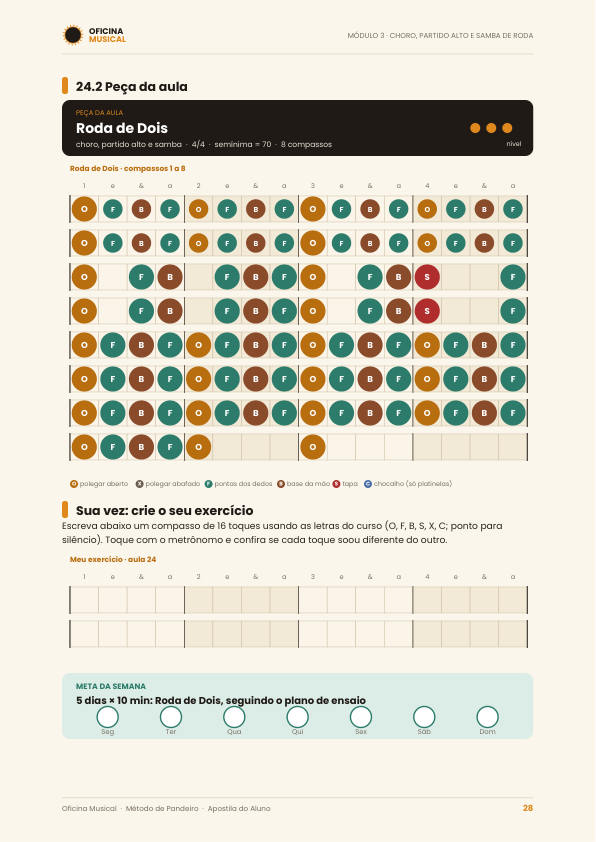 OFICINA
MUSICAL
MÓDULO 3 · CHORO, PARTIDO ALTO E SAMBA DE RODA
24.2 Peça da aula
PEÇA DA AULA
Roda de Dois
choro, partido alto e samba · 4/4 · semínima = 70 · 8 compassos
nível
Roda de Dois · compassos 1 a 8
1 e & a 2 e & a 3 e & a 4 e & a
O F B F O F B F O F B F O F B F
O F B F O F B F O F B F O F B F
O F B F B F O F B S F
O F B F B F O F B S F
O F B F O F B F O F B F O F B F
O F B F O F B F O F B F O F B F
O F B F O F B F O F B F O F B F
O F B F O O
O polegar aberto X polegar abafado F pontas dos dedos B base da mão S tapa C chocalho (só platinelas)
Sua vez: crie o seu exercício
Escreva abaixo um compasso de 16 toques usando as letras do curso (O, F, B, S, X, C; ponto para
silêncio). Toque com o metrônomo e confira se cada toque soou diferente do outro.
Meu exercício · aula 24
1 e & a 2 e & a 3 e & a 4 e & a
META DA SEMANA
5 dias × 10 min: Roda de Dois, seguindo o plano de ensaio
Seg Ter Qua Qui Sex Sáb Dom
Oficina Musical · Método de Pandeiro · Apostila do Aluno
28